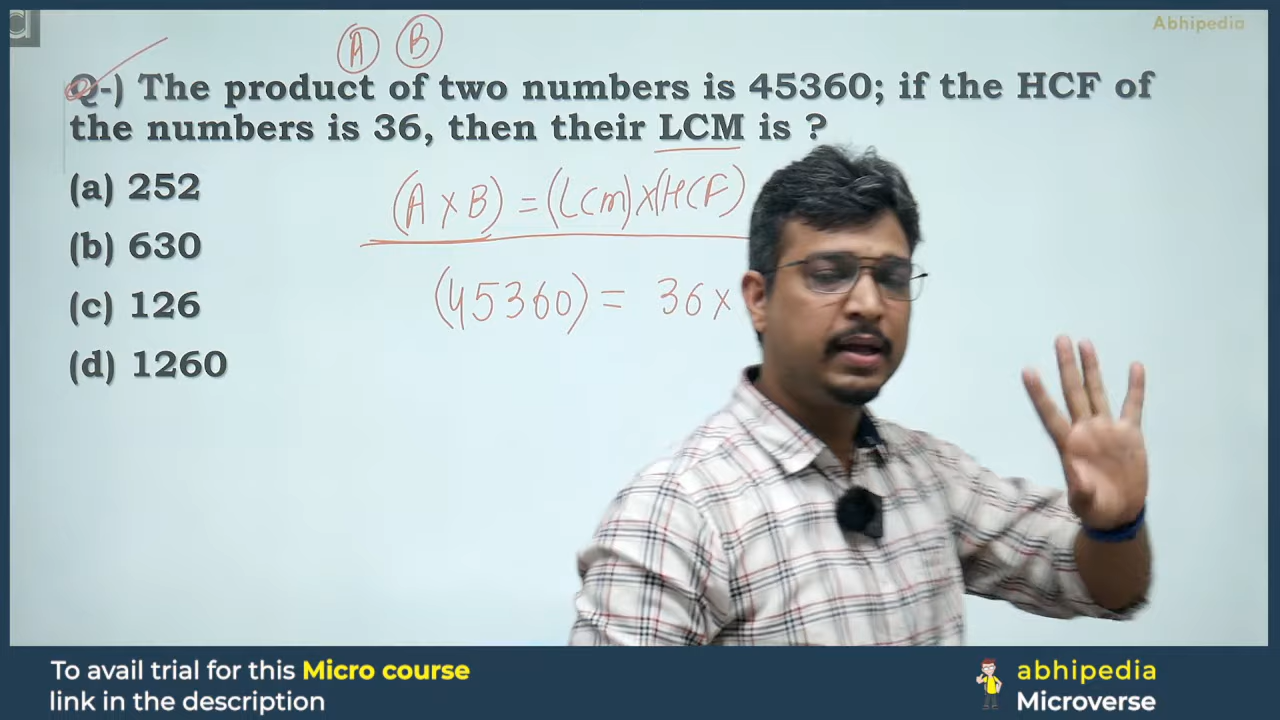 Abhipedia
A B
Q-) The product of two numbers is 45360; if the HCF of
the numbers is 36, then their LCM is ?
(a) 252
(b) 630
(c) 126
(d) 1260
(A × B) = (LCM)×(HCF)
(45360) = 36×
To avail trial for this Micro course
link in the description
abhipedia
Microverse